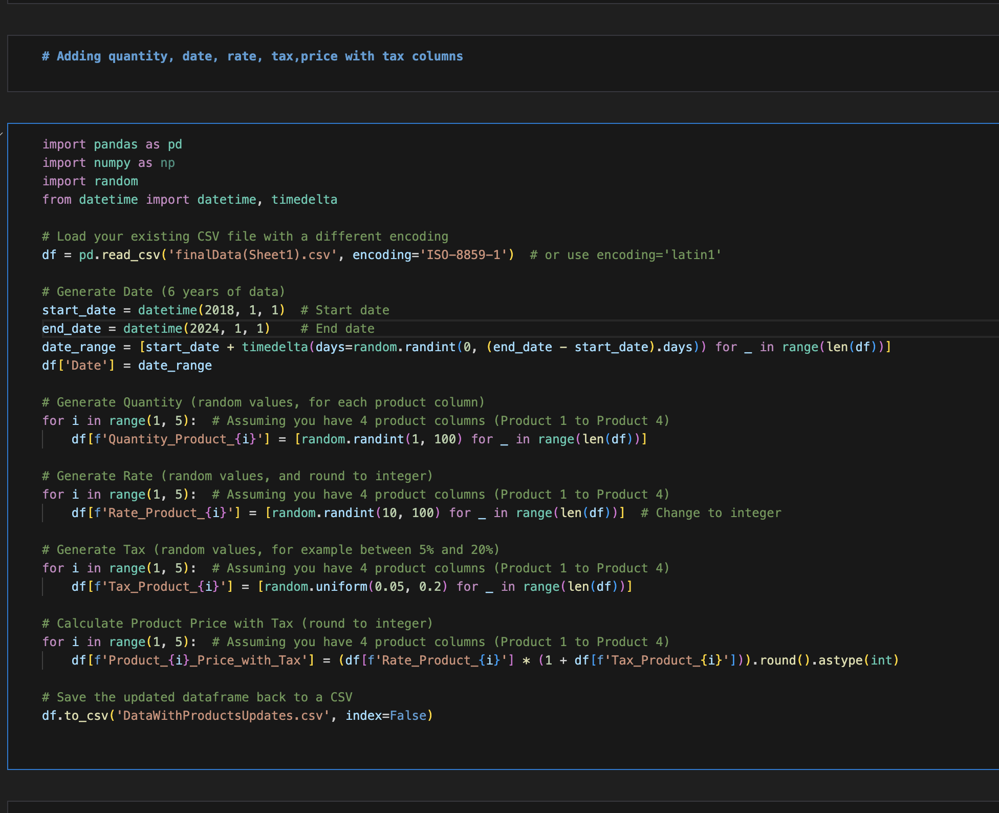 # Adding quantity, date, rate, tax,price with tax columns
import pandas as pd
import numpy as np
import random
from datetime import datetime, timedelta
# Load your existing CSV file with a different encoding
df = pd.read_csv('finalData(Sheet1).csv', encoding='ISO-8859-1')  # or use encoding='latin1'
# Generate Date (6 years of data)
start_date = datetime(2018, 1, 1)  # Start date
end_date = datetime(2024, 1, 1)    # End date
date_range = [start_date + timedelta(days=random.randint(0, (end_date - start_date).days)) for _ in range(len(df))]
df['Date'] = date_range
# Generate Quantity (random values, for each product column)
for i in range(1, 5):  # Assuming you have 4 product columns (Product 1 to Product 4)
    df[f'Quantity_Product_{i}'] = [random.randint(1, 100) for _ in range(len(df))]
# Generate Rate (random values, and round to integer)
for i in range(1, 5):  # Assuming you have 4 product columns (Product 1 to Product 4)
    df[f'Rate_Product_{i}'] = [random.randint(10, 100) for _ in range(len(df))]  # Change to integer
# Generate Tax (random values, for example between 5% and 20%)
for i in range(1, 5):  # Assuming you have 4 product columns (Product 1 to Product 4)
    df[f'Tax_Product_{i}'] = [random.uniform(0.05, 0.2) for _ in range(len(df))]
# Calculate Product Price with Tax (round to integer)
for i in range(1, 5):  # Assuming you have 4 product columns (Product 1 to Product 4)
    df[f'Product_{i}_Price_with_Tax'] = (df[f'Rate_Product_{i}'] * (1 + df[f'Tax_Product_{i}'])).round().astype(int)
# Save the updated dataframe back to a CSV
df.to_csv('DataWithProductsUpdates.csv', index=False)